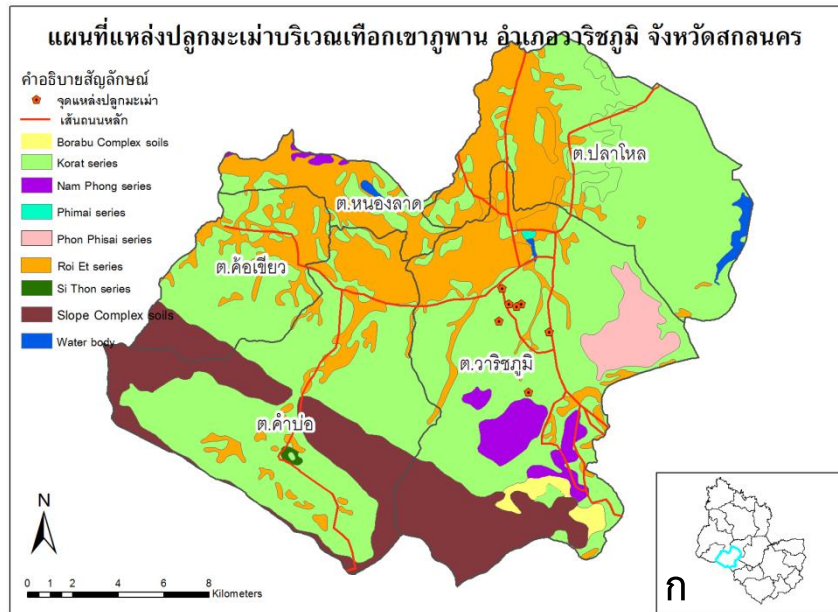 แผนที่แหล่งปลูกมะเม่าบริเวณเทือกเขาภูพาน อำเภอวาริชภูมิ จังหวัดสกลนคร
คำอธิบายสัญลักษณ์
จุดแหล่งปลูกมะเม่า
เส้นถนนหลัก
Borabu Complex soils
Korat series
Nam Phong series
Phimai series
Phon Phisai series
Roi Et series
Si Thon series
Slope Complex soils
Water body
ต.ปลาโหล
ต.หนองลาด
ต.ค้อเขียว
ต.วาริชภูมิ
ต.คำบ่อ
N
0 1 2 4 6 8
Kilometers
ก